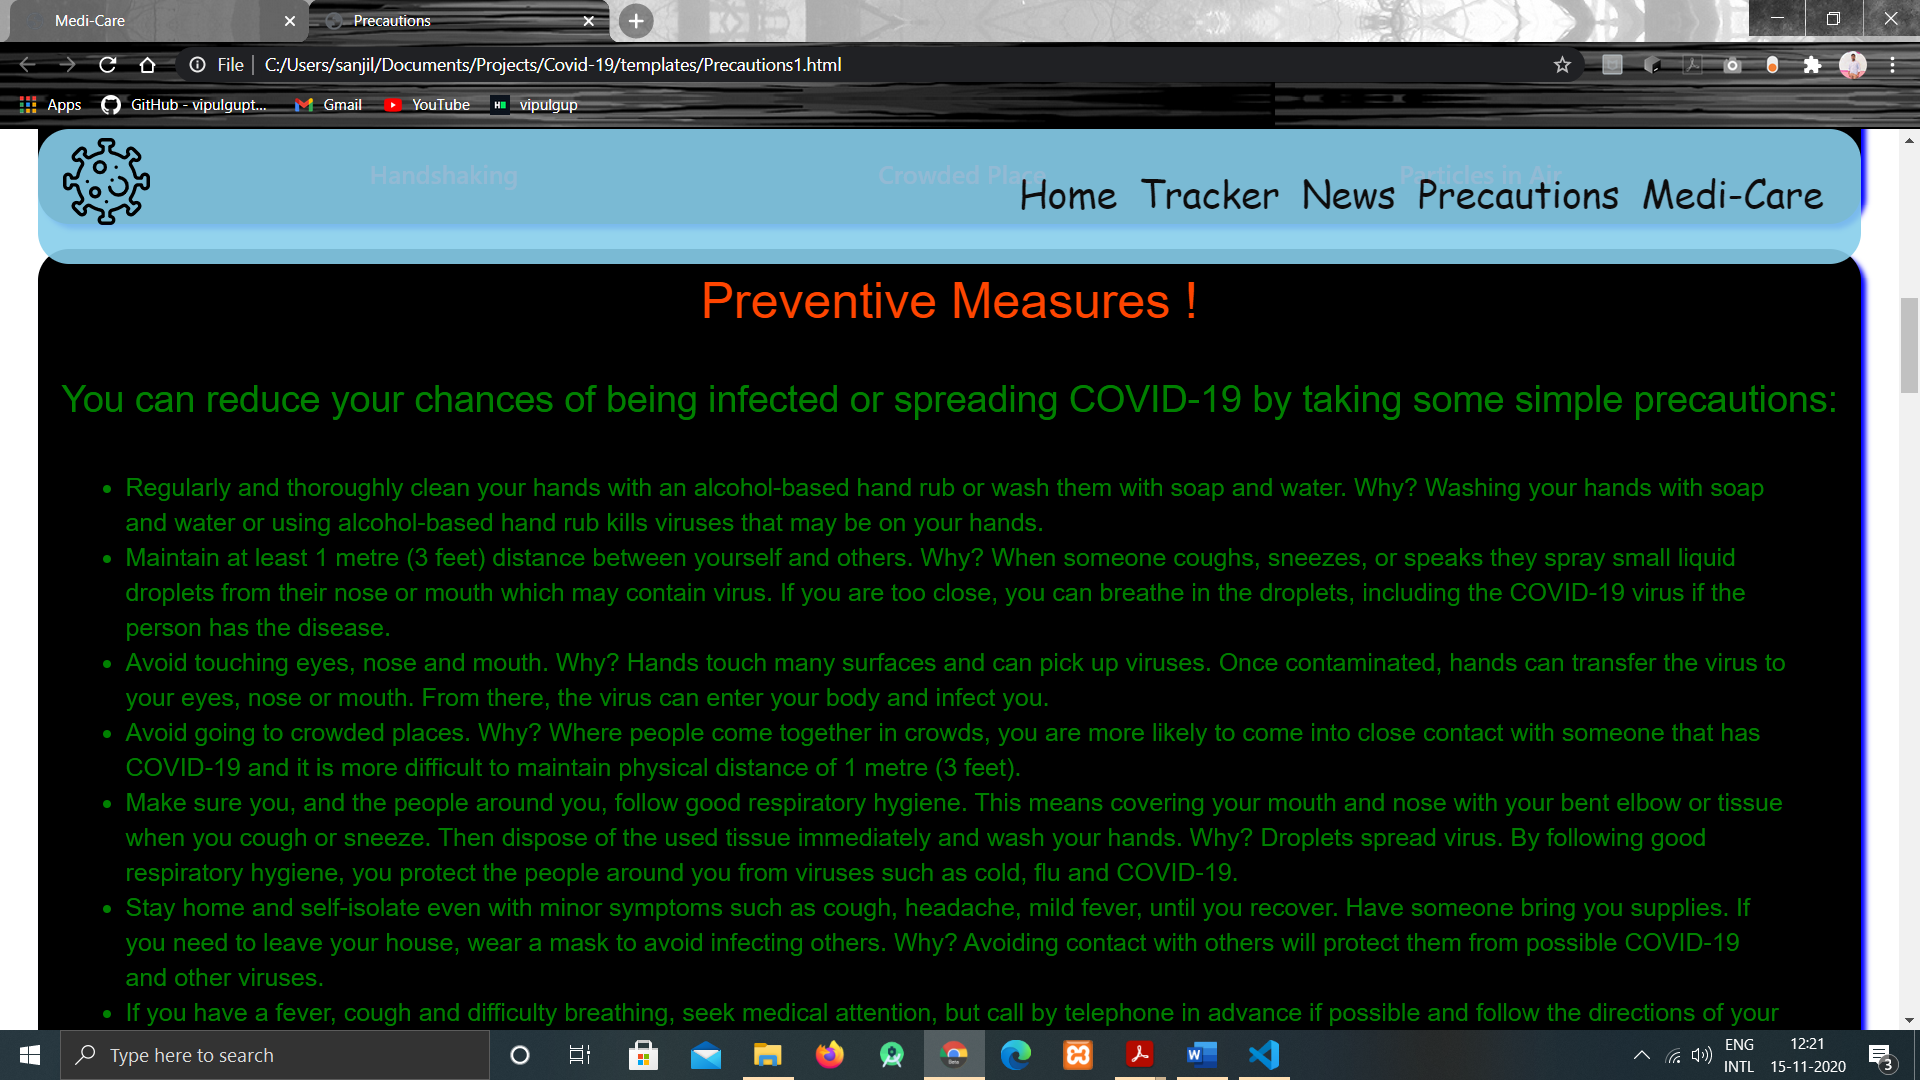 Medi-Care
Precautions
File
C:/Users/sanjil/Documents/Projects/Covid-19/templates/Precautions1.html
Apps
GitHub - vipulgupt...
Gmail
YouTube
vipulgup
Handshaking
Crowded Place
Particles in Air
Home Tracker News Precautions Medi-Care
Preventive Measures !
You can reduce your chances of being infected or spreading COVID-19 by taking some simple precautions:
• Regularly and thoroughly clean your hands with an alcohol-based hand rub or wash them with soap and water. Why? Washing your hands with soap
and water or using alcohol-based hand rub kills viruses that may be on your hands.
• Maintain at least 1 metre (3 feet) distance between yourself and others. Why? When someone coughs, sneezes, or speaks they spray small liquid
droplets from their nose or mouth which may contain virus. If you are too close, you can breathe in the droplets, including the COVID-19 virus if the
person has the disease.
• Avoid touching eyes, nose and mouth. Why? Hands touch many surfaces and can pick up viruses. Once contaminated, hands can transfer the virus to
your eyes, nose or mouth. From there, the virus can enter your body and infect you.
• Avoid going to crowded places. Why? Where people come together in crowds, you are more likely to come into close contact with someone that has
COVID-19 and it is more difficult to maintain physical distance of 1 metre (3 feet).
• Make sure you, and the people around you, follow good respiratory hygiene. This means covering your mouth and nose with your bent elbow or tissue
when you cough or sneeze. Then dispose of the used tissue immediately and wash your hands. Why? Droplets spread virus. By following good
respiratory hygiene, you protect the people around you from viruses such as cold, flu and COVID-19.
• Stay home and self-isolate even with minor symptoms such as cough, headache, mild fever, until you recover. Have someone bring you supplies. If
you need to leave your house, wear a mask to avoid infecting others. Why? Avoiding contact with others will protect them from possible COVID-19
and other viruses.
• If you have a fever, cough and difficulty breathing, seek medical attention, but call by telephone in advance if possible and follow the directions of your
Type here to search
ENG
INTL
12:21
15-11-2020
3